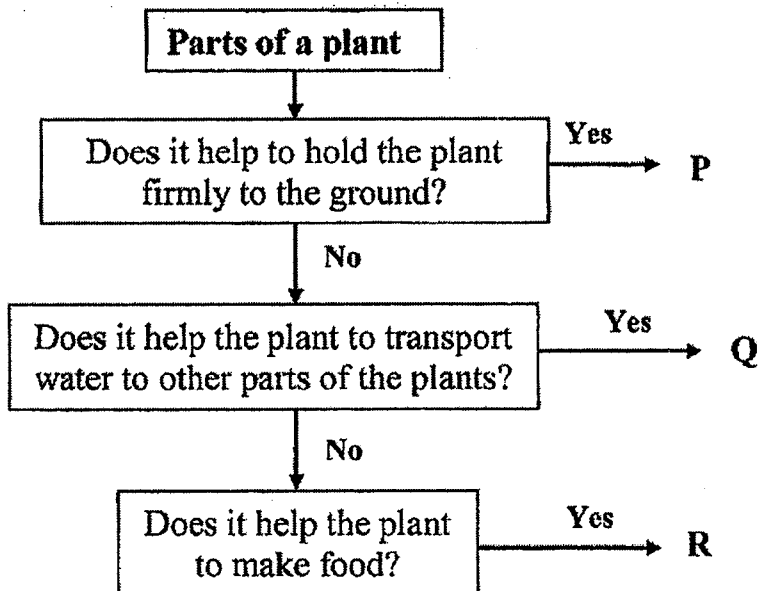 Parts of a plant
Does it help to hold the plant
firmly to the ground?
Yes
P
No
Does it help the plant to transport
water to other parts of the plants?
Yes
Q
No
Does it help the plant
to make food?
Yes
R